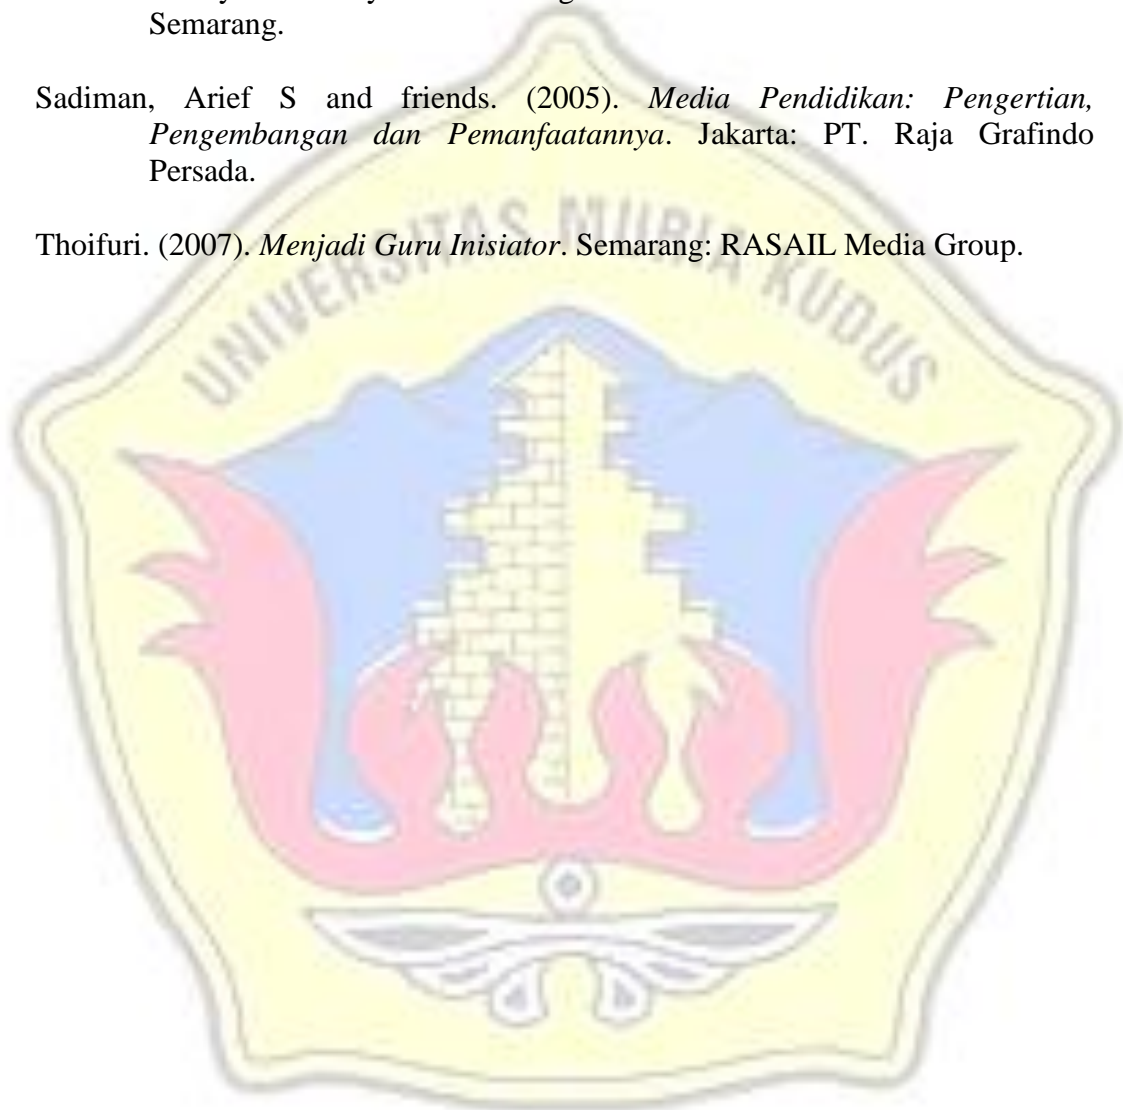 Semarang.
Sadiman, Arief S and friends. (2005). Media Pendidikan: Pengertian,
Pengembangan dan Pemanfaatannya. Jakarta: PT. Raja Grafindo
Persada.
Thoifuri. (2007). Menjadi Guru Inisiator. Semarang: RASAIL Media Group.
UNIVERSITAS MURIA KUDUS